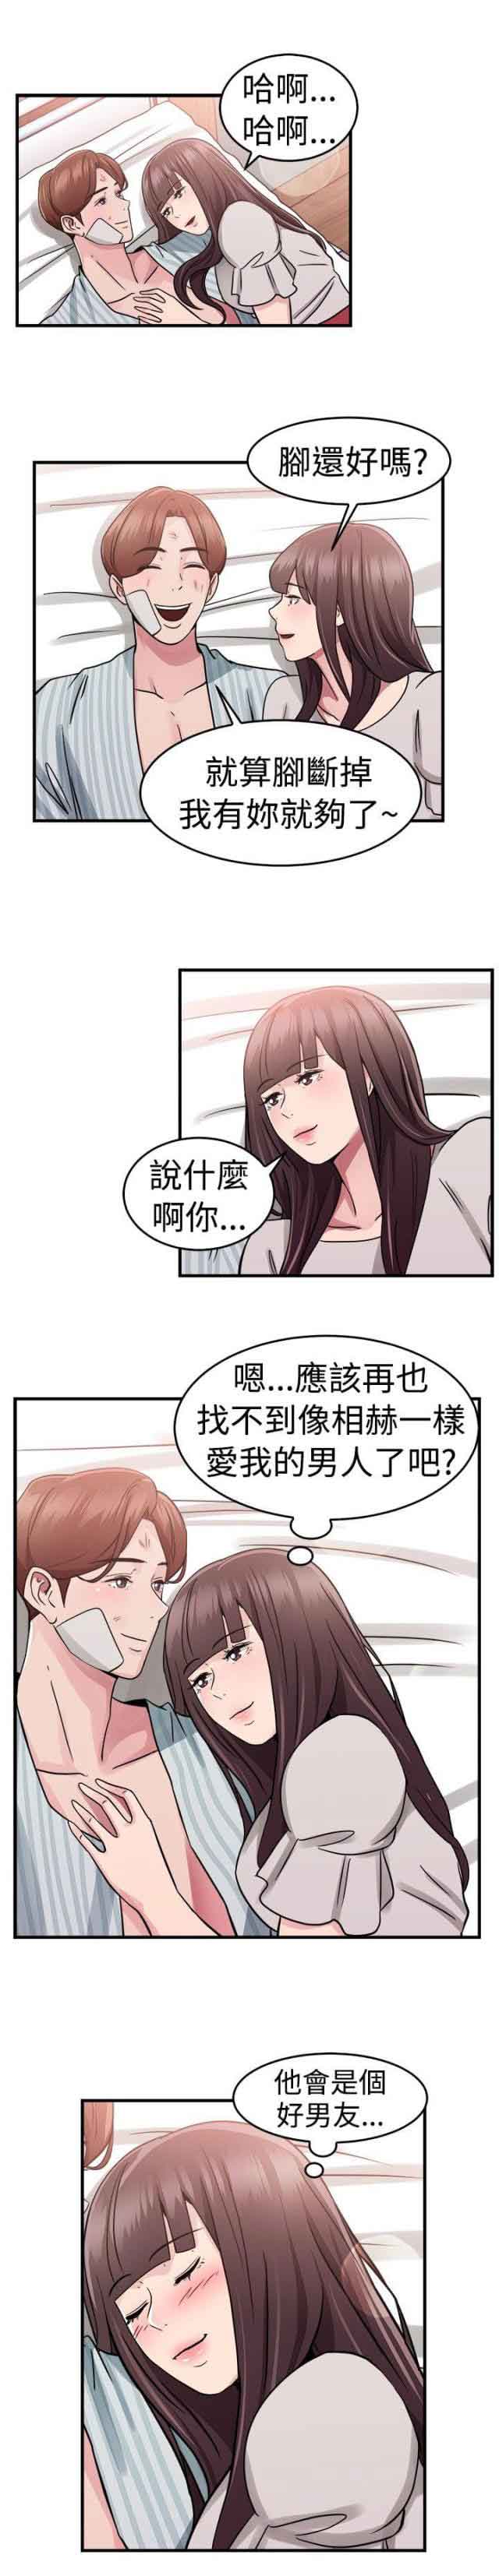 哈啊...
哈啊...
腳還好嗎?
就算腳斷掉
我有妳就夠了~
說什麼
啊你...
嗯...應該再也
找不到像相赫一樣
愛我的男人了吧?
他會是個
好男友...